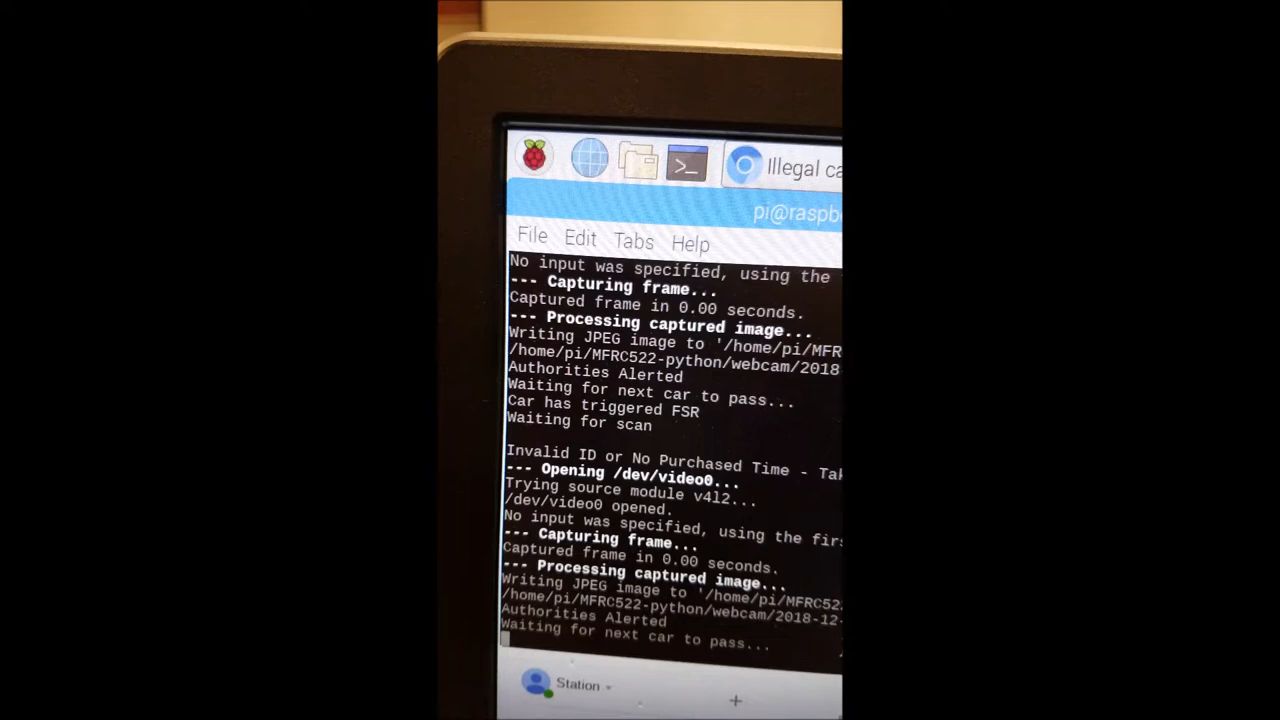 >_
Illegal ca
pi@raspb
File Edit Tabs Help
No input was specified, using the
--- Capturing frame...
Captured frame in 0.00 seconds.
--- Processing captured image...
Writing JPEG image to '/home/pi/MFR
/home/pi/MFRC522-python/webcam/2018-
Authorities Alerted
Waiting for next car to pass...
Car has triggered FSR
Waiting for scan
Invalid ID or No Purchased Time - Tak
--- Opening /dev/video0...
Trying source module v4l2...
/dev/video0 opened.
No input was specified, using the firs
--- Capturing frame...
Captured frame in 0.00 seconds.
--- Processing captured image...
Writing JPEG image to '/home/pi/MFRC522
/home/pi/MFRC522-python/webcam/2018-12-
Authorities Alerted
Waiting for next car to pass...
Station
+